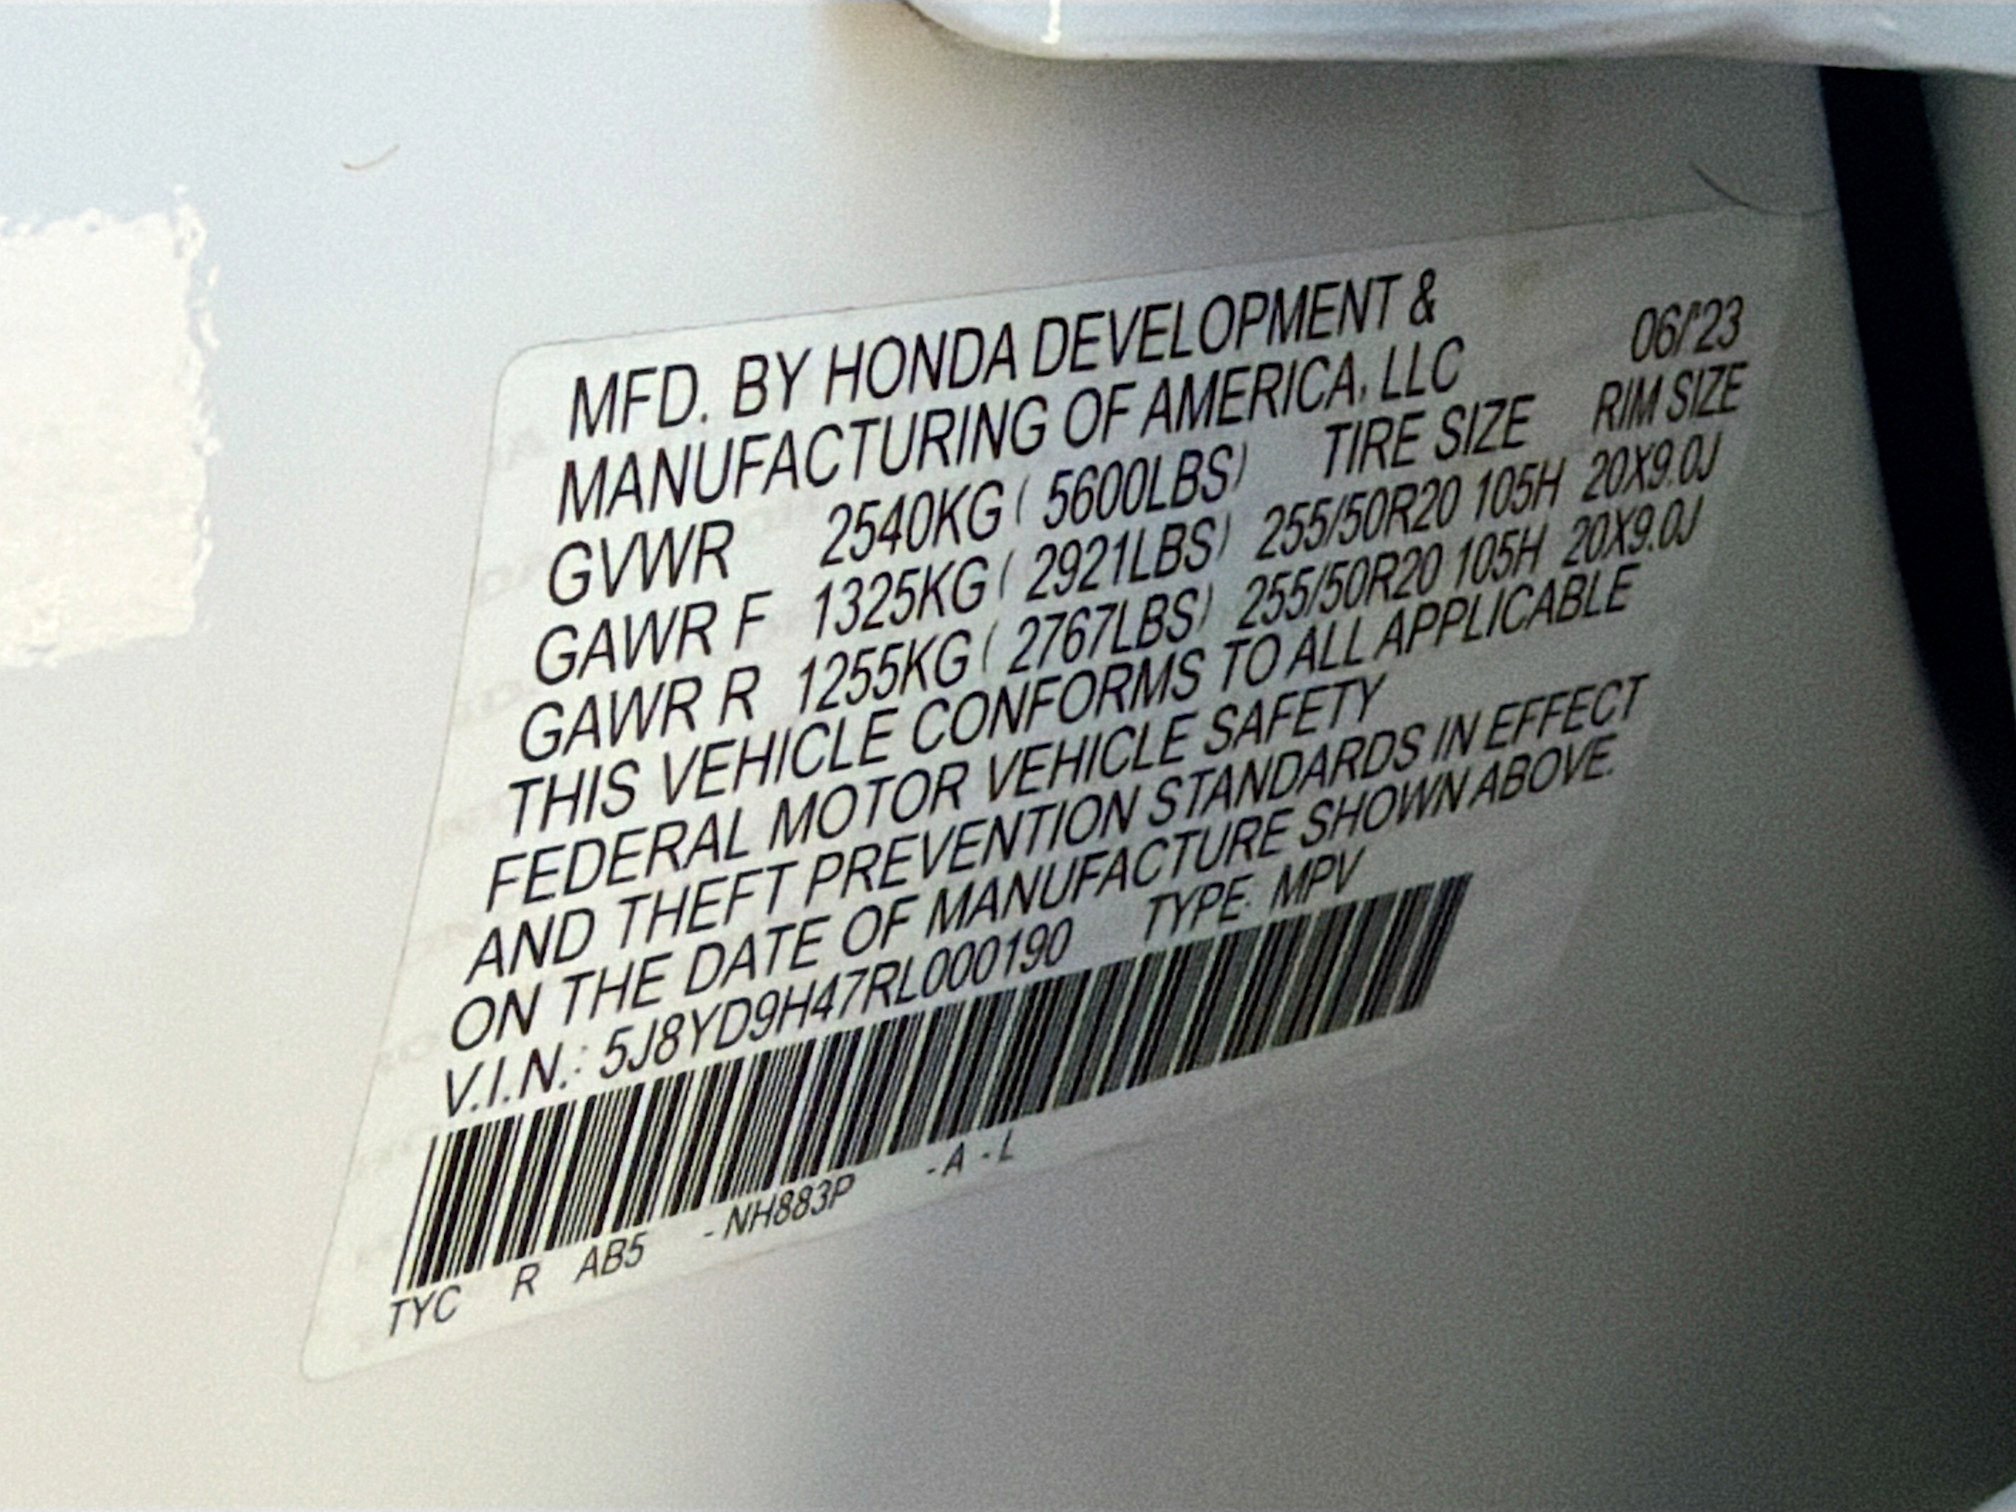 MFD. BY HONDA DEVELOPMENT &
MANUFACTURING OF AMERICA, LLC 06/'23
GVWR 2540KG ( 5600LBS) TIRE SIZE RIM SIZE
GAWR F 1325KG ( 2921LBS) 255/50R20 105H 20X9.0J
GAWR R 1255KG ( 2767LBS) 255/50R20 105H 20X9.0J
THIS VEHICLE CONFORMS TO ALL APPLICABLE
FEDERAL MOTOR VEHICLE SAFETY
AND THEFT PREVENTION STANDARDS IN EFFECT
ON THE DATE OF MANUFACTURE SHOWN ABOVE.
V.I.N.: 5J8YD9H47RL000190 TYPE: MPV
TYC R AB5 - NH883P - A - L